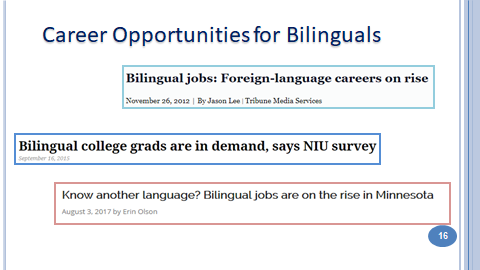 Career Opportunities for Bilinguals
Bilingual jobs: Foreign-language careers on rise
November 26, 2012 | By Jason Lee | Tribune Media Services
Bilingual college grads are in demand, says NIU survey
September 16, 2015
Know another language? Bilingual jobs are on the rise in Minnesota
August 3, 2017 by Erin Olson
16